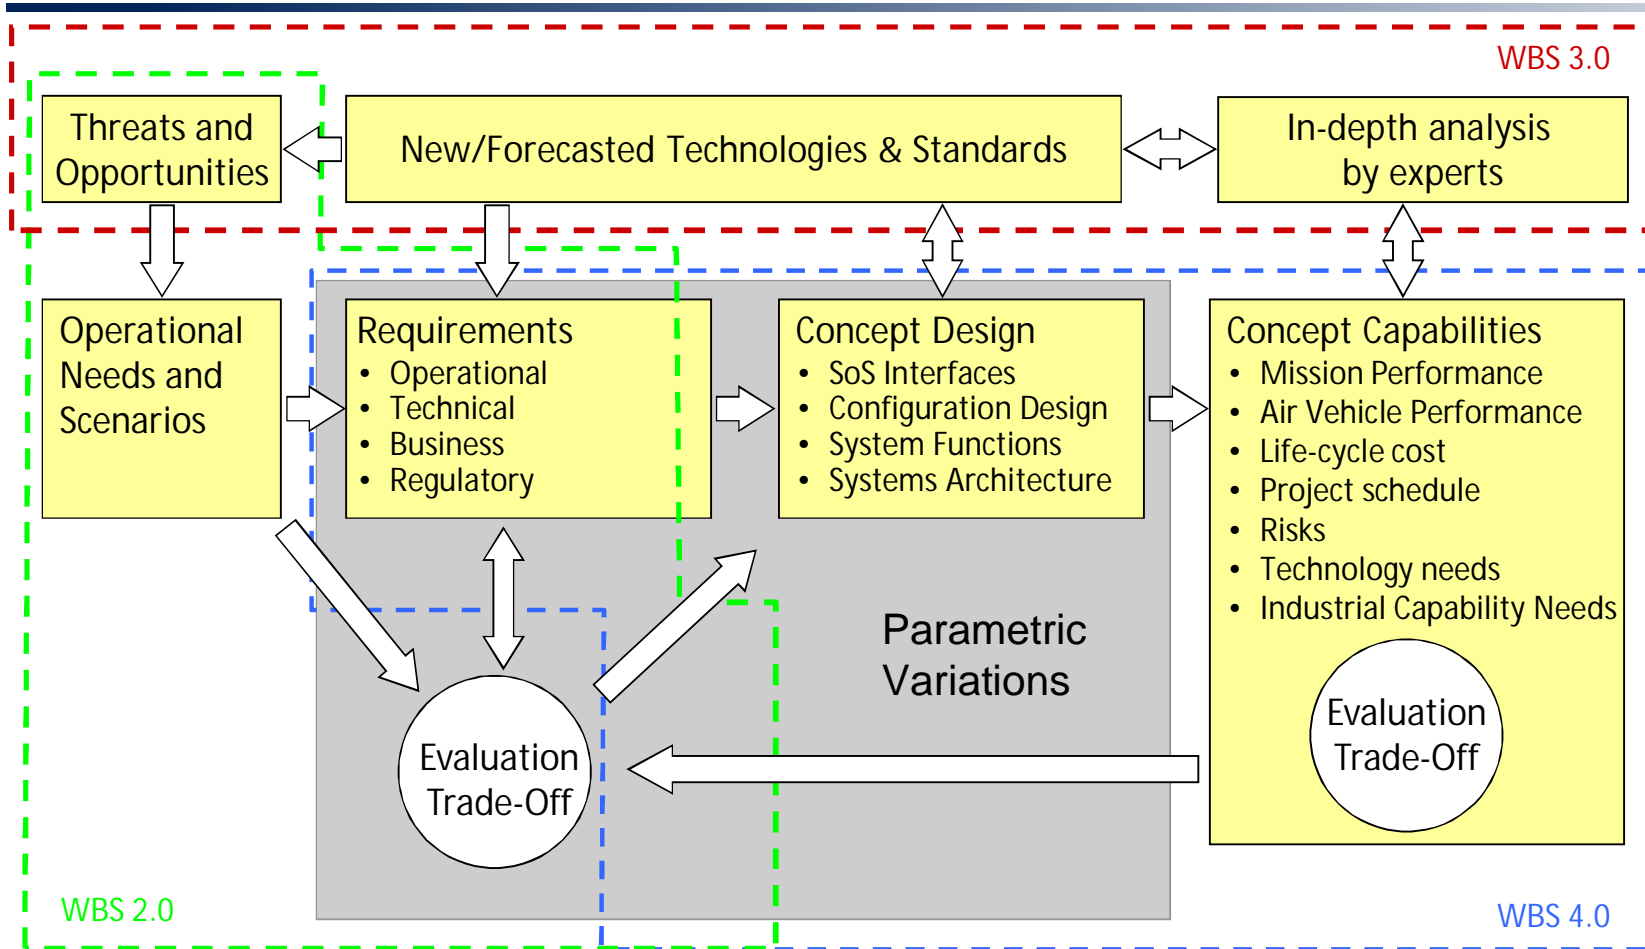 WBS 3.0
Threats and
Opportunities
New/Forecasted Technologies & Standards
In-depth analysis
by experts
Operational
Needs and
Scenarios
Requirements
• Operational
• Technical
• Business
• Regulatory
Concept Design
• SoS Interfaces
• Configuration Design
• System Functions
• Systems Architecture
Concept Capabilities
• Mission Performance
• Air Vehicle Performance
• Life-cycle cost
• Project schedule
• Risks
• Technology needs
• Industrial Capability Needs
Parametric
Variations
Evaluation
Trade-Off
Evaluation
Trade-Off
WBS 2.0
WBS 4.0